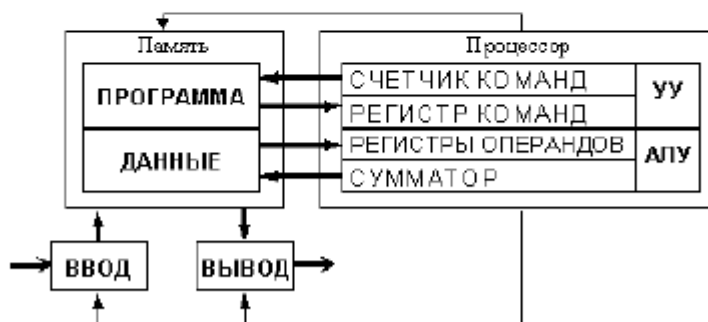 Память
Процессор
ПРОГРАММА
СЧЕТЧИК КОМАНД
УУ
РЕГИСТР КОМАНД
ДАННЫЕ
РЕГИСТРЫ ОПЕРАНДОВ
АЛУ
СУММАТОР
ВВОД
ВЫВОД